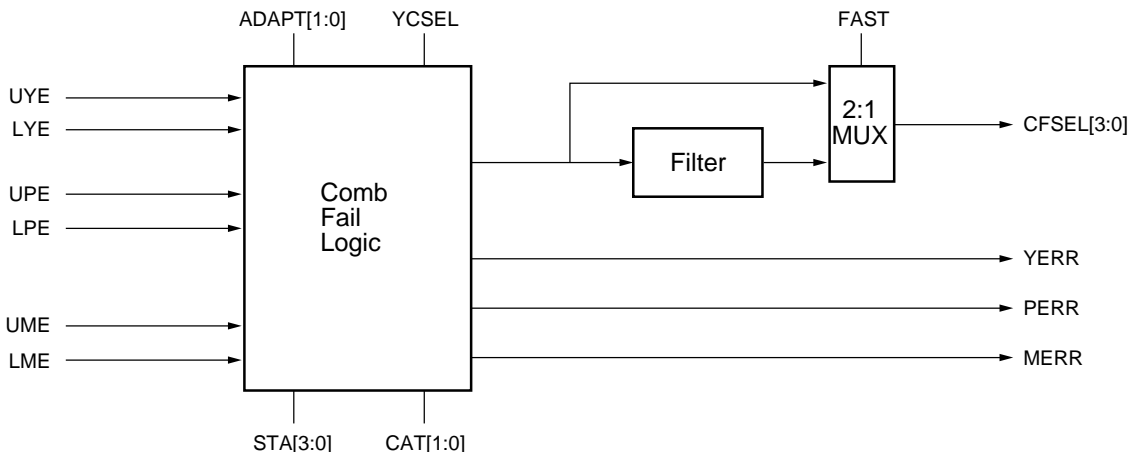 ADAPT[1:0]
YCSEL
FAST
UYE
LYE
UPE
LPE
UME
LME
Comb
Fail
Logic
Filter
2:1
MUX
CFSEL[3:0]
YERR
PERR
MERR
STA[3:0]
CAT[1:0]